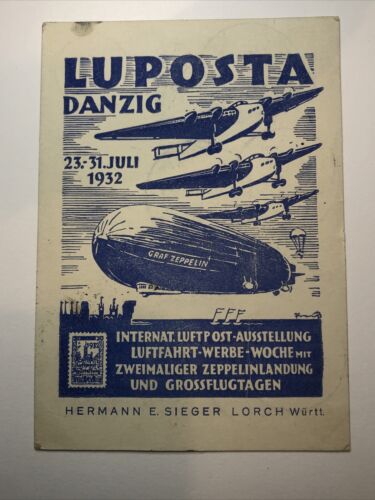 LUPOSTA
DANZIG
23.-31. JULI
1932
GRAF ZEPPELIN
INTERNAT. LUFTPOST-AUSSTELLUNG
LUFTFAHRT-WERBE-WOCHE MIT
ZWEIMALIGER ZEPPELINLANDUNG
UND GROSSFLUGTAGEN
HERMANN E. SIEGER LORCH Württ.